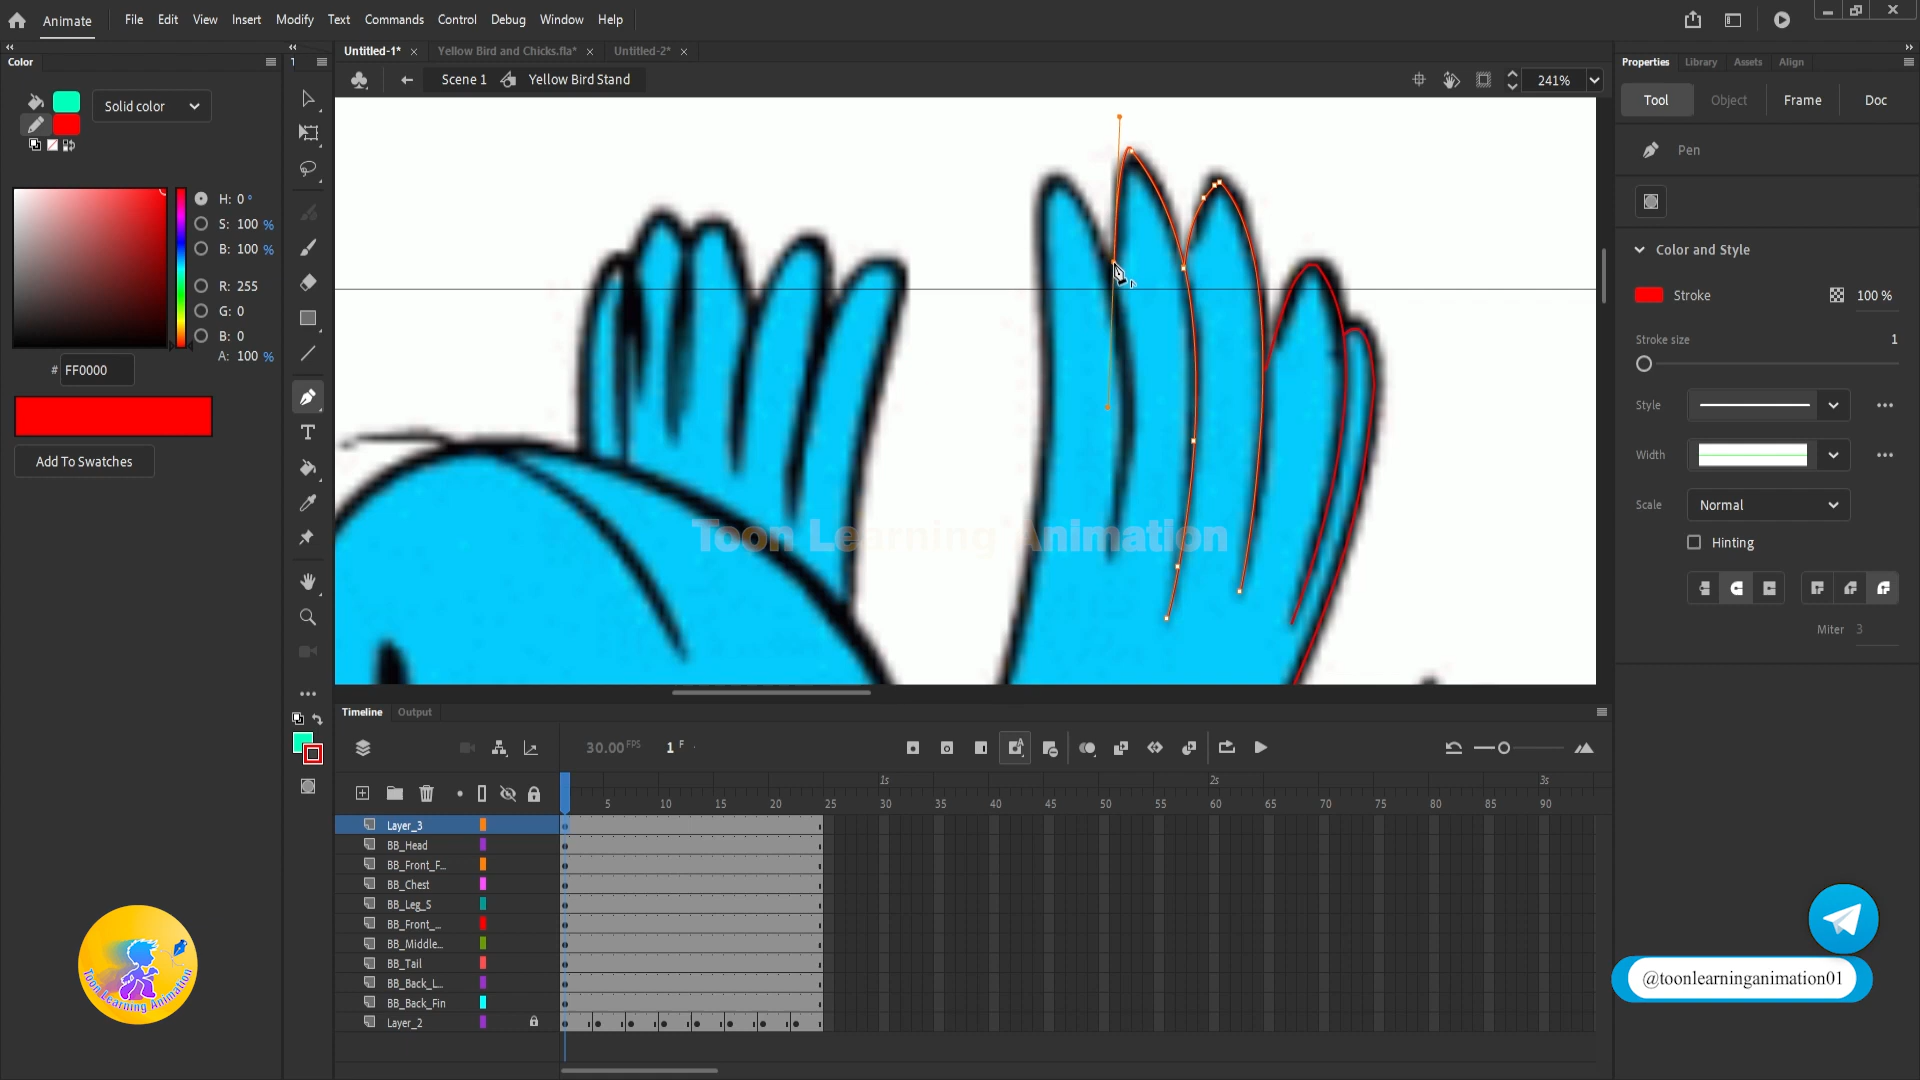 Animate File Edit View Insert Modify Text Commands Control Debug Window Help
Untitled-1* × Yellow Bird and Chicks.fla* × Untitled-2* ×
Color
Properties Library Assets Align
Scene 1 Yellow Bird Stand 241%
Solid color
Tool Object Frame Doc
Pen
H: 0 °
S: 100 %
B: 100 %
R: 255
G: 0
B: 0
A: 100 %
# FF0000
Add To Swatches
Color and Style
Stroke 100 %
Stroke size 1
Style
Width
Scale Normal
Hinting
Miter 3
Toon Learning Animation
Timeline Output
30.00 FPS 1 F
1s 2s 3s
5 10 15 20 25 30 35 40 45 50 55 60 65 70 75 80 85 90
Layer_3
BB_Head
BB_Front_F...
BB_Chest
BB_Leg_S
BB_Front_...
BB_Middle...
BB_Tail
BB_Back_L...
BB_Back_Fin
Layer_2
Toon Learning Animation
@toonlearninganimation01